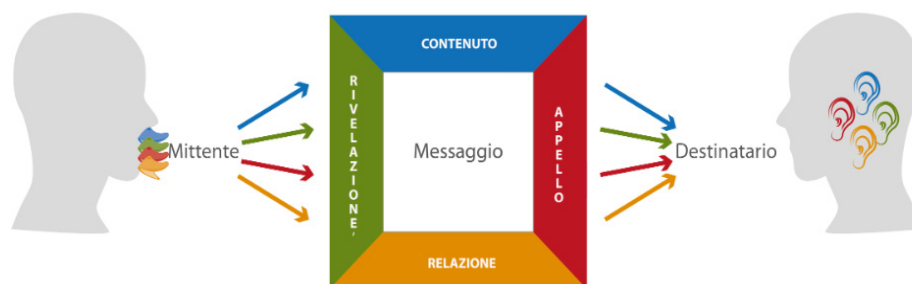 CONTENUTO
RIVELAZIONE,
Mittente
Messaggio
APPELLO
Destinatario
RELAZIONE